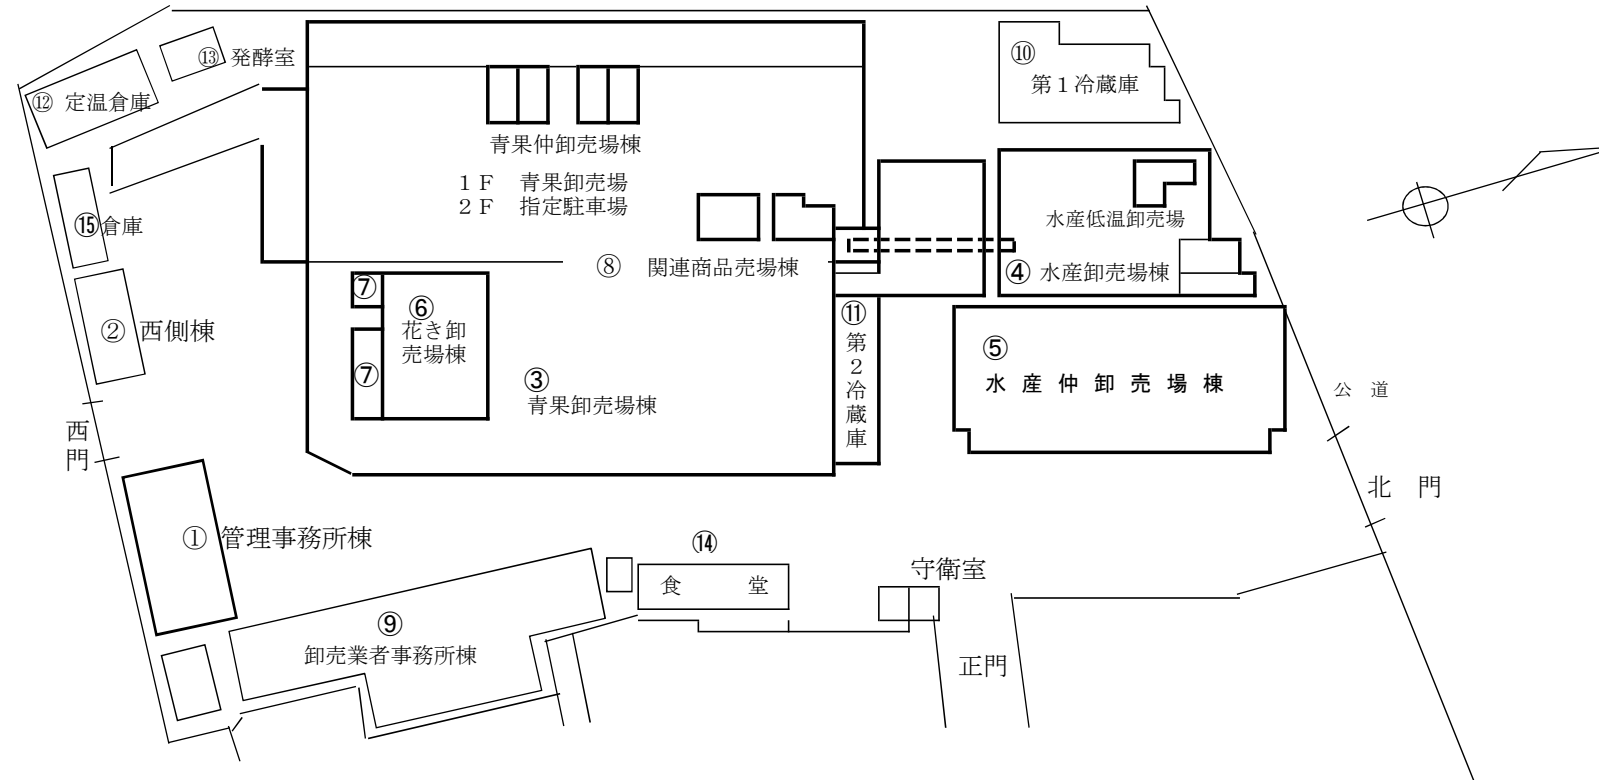 ⑬ 発酵室
⑫ 定温倉庫
⑩
第１冷蔵庫
青果仲卸売場棟
１Ｆ　青果卸売場
２Ｆ　指定駐車場
⑮ 倉庫
水産低温卸売場
⑧　関連商品売場棟
④ 水産卸売場棟
⑦
⑥
花き卸
売場棟
⑦
② 西側棟
③
青果卸売場棟
⑪
第２冷蔵庫
⑤
水産仲卸売場棟
公　道
西門
北　門
① 管理事務所棟
⑭
食　堂
守衛室
⑨
卸売業者事務所棟
正門